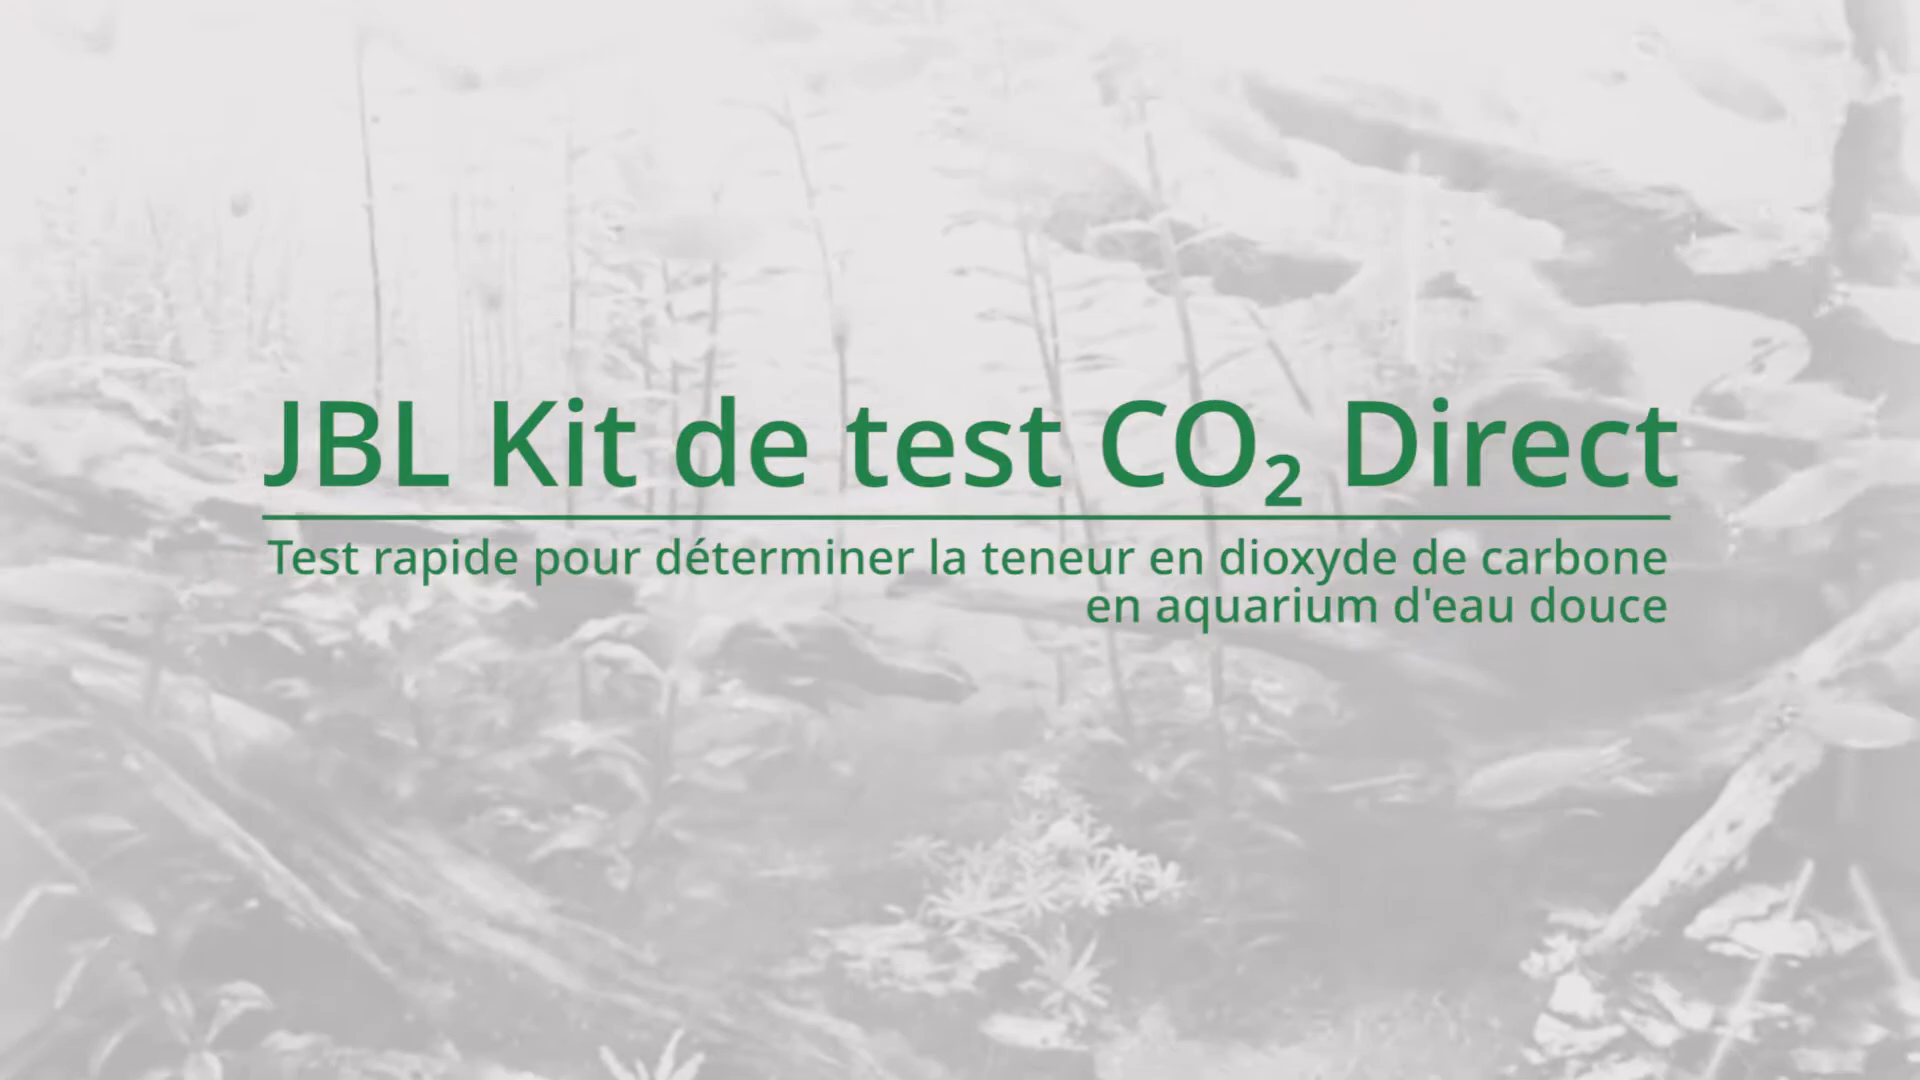 JBL Kit de test CO₂ Direct
Test rapide pour déterminer la teneur en dioxyde de carbone
en aquarium d'eau douce